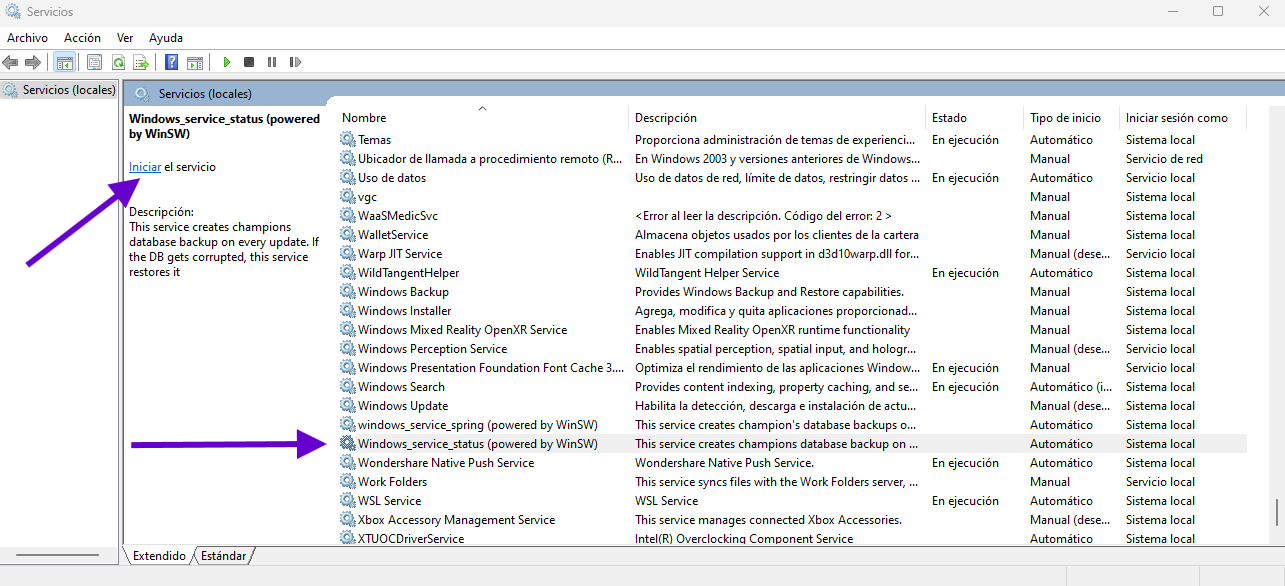 Servicios
Archivo Acción Ver Ayuda
Servicios (locales)
Servicios (locales)
Windows_service_status (powered
by WinSW)
Iniciar el servicio
Descripción:
This service creates champions
database backup on every update. If
the DB gets corrupted, this service
restores it
Nombre Descripción Estado Tipo de inicio Iniciar sesión como
Temas Proporciona administración de temas de experienci... En ejecución Automático Sistema local
Ubicador de llamada a procedimiento remoto (R... En Windows 2003 y versiones anteriores de Windows... Manual Servicio de red
Uso de datos Uso de datos de red, límite de datos, restringir datos ... En ejecución Automático Servicio local
vgc Manual Sistema local
WaaSMedicSvc <Error al leer la descripción. Código del error: 2 > Manual Sistema local
WalletService Almacena objetos usados por los clientes de la cartera Manual Sistema local
Warp JIT Service Enables JIT compilation support in d3d10warp.dll for... Manual (dese... Servicio local
WildTangentHelper WildTangent Helper Service En ejecución Automático Sistema local
Windows Backup Provides Windows Backup and Restore capabilities. Manual Sistema local
Windows Installer Agrega, modifica y quita aplicaciones proporcionad... Manual Sistema local
Windows Mixed Reality OpenXR Service Enables Mixed Reality OpenXR runtime functionality Manual Sistema local
Windows Perception Service Enables spatial perception, spatial input, and hologr... Manual (dese... Servicio local
Windows Presentation Foundation Font Cache 3.... Optimiza el rendimiento de las aplicaciones Window... En ejecución Manual Servicio local
Windows Search Provides content indexing, property caching, and se... En ejecución Automático (i... Sistema local
Windows Update Habilita la detección, descarga e instalación de actu... Manual (dese... Sistema local
windows_service_spring (powered by WinSW) This service creates champion's database backups o... Automático Sistema local
Windows_service_status (powered by WinSW) This service creates champions database backup on ... Automático Sistema local
Wondershare Native Push Service Wondershare Native Push Service. En ejecución Automático Sistema local
Work Folders This service syncs files with the Work Folders server, ... Manual Servicio local
WSL Service WSL Service En ejecución Automático Sistema local
Xbox Accessory Management Service This service manages connected Xbox Accessories. Manual (dese... Sistema local
XTUOCDriverService Intel(R) Overclocking Component Service Automático Sistema local
Extendido Estándar